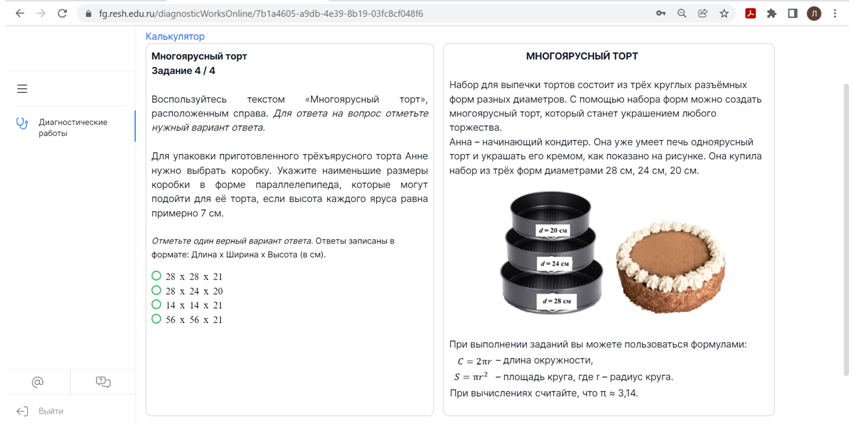 fg.resh.edu.ru/diagnosticWorksOnline/7b1a4605-a9db-4e39-8b19-03fc8cf048f6
Л
Калькулятор
Диагностические
работы
Выйти
Многоярусный торт
Задание 4 / 4
Воспользуйтесь текстом «Многоярусный торт»,
расположенным справа. Для ответа на вопрос отметьте
нужный вариант ответа.
Для упаковки приготовленного трёхъярусного торта Анне
нужно выбрать коробку. Укажите наименьшие размеры
коробки в форме параллелепипеда, которые могут
подойти для её торта, если высота каждого яруса равна
примерно 7 см.
Отметьте один верный вариант ответа. Ответы записаны в
формате: Длина х Ширина х Высота (в см).
28 x 28 x 21
28 x 24 x 20
14 x 14 x 21
56 x 56 x 21
МНОГОЯРУСНЫЙ ТОРТ
Набор для выпечки тортов состоит из трёх круглых разъёмных
форм разных диаметров. С помощью набора форм можно создать
многоярусный торт, который станет украшением любого
торжества.
Анна – начинающий кондитер. Она уже умеет печь одноярусный
торт и украшать его кремом, как показано на рисунке. Она купила
набор из трёх форм диаметрами 28 см, 24 см, 20 см.
d = 20 см
d = 24 см
d = 28 см
При выполнении заданий вы можете пользоваться формулами:
C = 2πr – длина окружности,
S = πr² – площадь круга, где r – радиус круга.
При вычислениях считайте, что π ≈ 3,14.